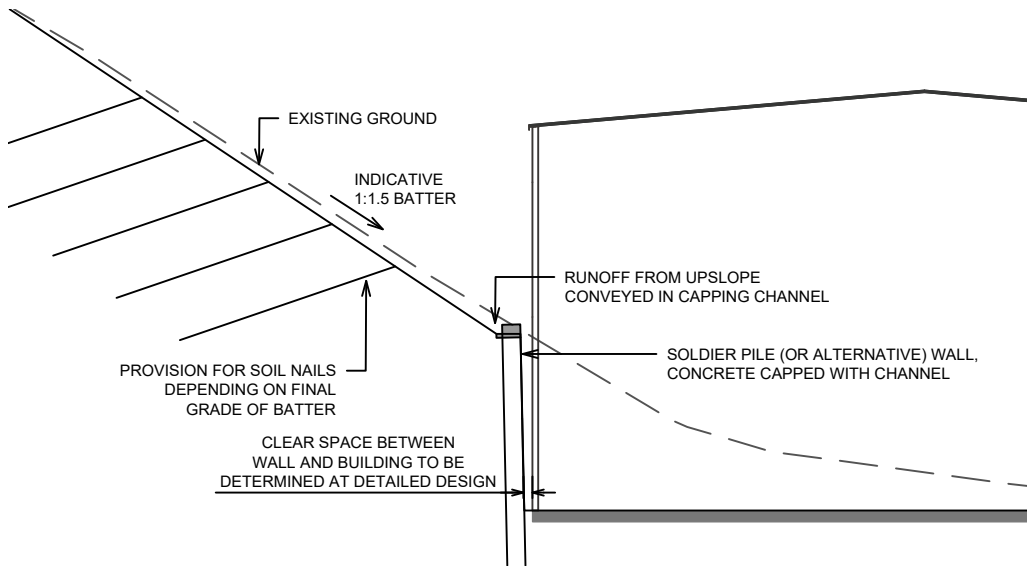 EXISTING GROUND
INDICATIVE
1:1.5 BATTER
RUNOFF FROM UPSLOPE
CONVEYED IN CAPPING CHANNEL
SOLDIER PILE (OR ALTERNATIVE) WALL,
CONCRETE CAPPED WITH CHANNEL
PROVISION FOR SOIL NAILS
DEPENDING ON FINAL
GRADE OF BATTER
CLEAR SPACE BETWEEN
WALL AND BUILDING TO BE
DETERMINED AT DETAILED DESIGN